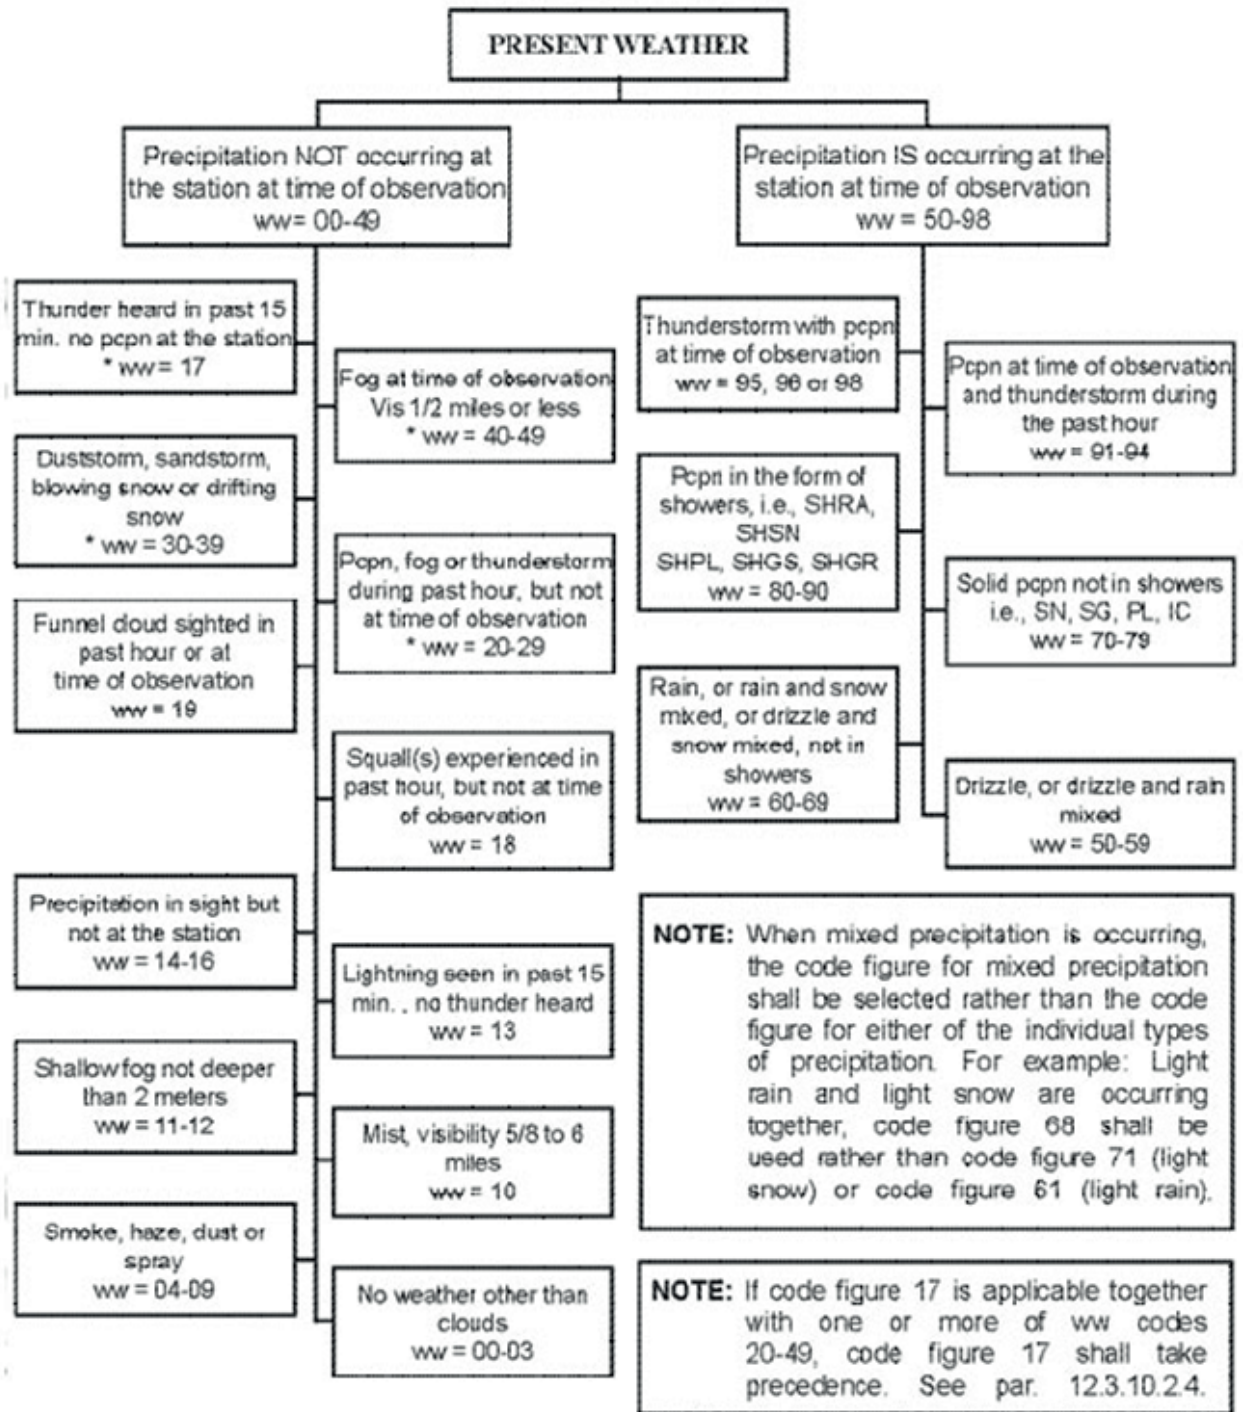 PRESENT WEATHER
Precipitation NOT occurring at
the station at time of observation
ww= 00-49
Thunder heard in past 15
min. no pcpn at the station
* ww = 17
Fog at time of observation
Vis 1/2 miles or less
* ww = 40-49
Duststorm, sandstorm,
blowing snow or drifting
snow
* ww = 30-39
Pcpn, fog or thunderstorm
during past hour, but not
at time of observation
* ww = 20-29
Funnel cloud sighted in
past hour or at
time of observation
ww = 19
Squall(s) experienced in
past hour, but not at time
of observation
ww = 18
Precipitation in sight but
not at the station
ww = 14-16
Lightning seen in past 15
min. . no thunder heard
ww = 13
Shallow fog not deeper
than 2 meters
ww = 11-12
Mist, visibility 5/8 to 6
miles
ww = 10
Smoke, haze, dust or
spray
ww = 04-09
No weather other than
clouds
ww = 00-03
Precipitation IS occurring at the
station at time of observation
ww = 50-98
Thunderstorm with pcpn
at time of observation
ww = 95, 96 or 98
Pcpn at time of observation
and thunderstorm during
the past hour
ww = 91-94
Pcpn in the form of
showers, i.e., SHRA,
SHSN
SHPL, SHGS, SHGR
ww = 80-90
Solid pcpn not in showers
i.e., SN, SG, PL, IC
ww = 70-79
Rain, or rain and snow
mixed, or drizzle and
snow mixed, not in
showers
ww = 60-69
Drizzle, or drizzle and rain
mixed
ww = 50-59
NOTE: When mixed precipitation is occurring,
the code figure for mixed precipitation
shall be selected rather than the code
figure for either of the individual types
of precipitation. For example: Light
rain and light snow are occurring
together, code figure 68 shall be
used rather than code figure 71 (light
snow) or code figure 61 (light rain).
NOTE: If code figure 17 is applicable together
with one or more of ww codes
20-49, code figure 17 shall take
precedence. See par. 12.3.10.2.4.